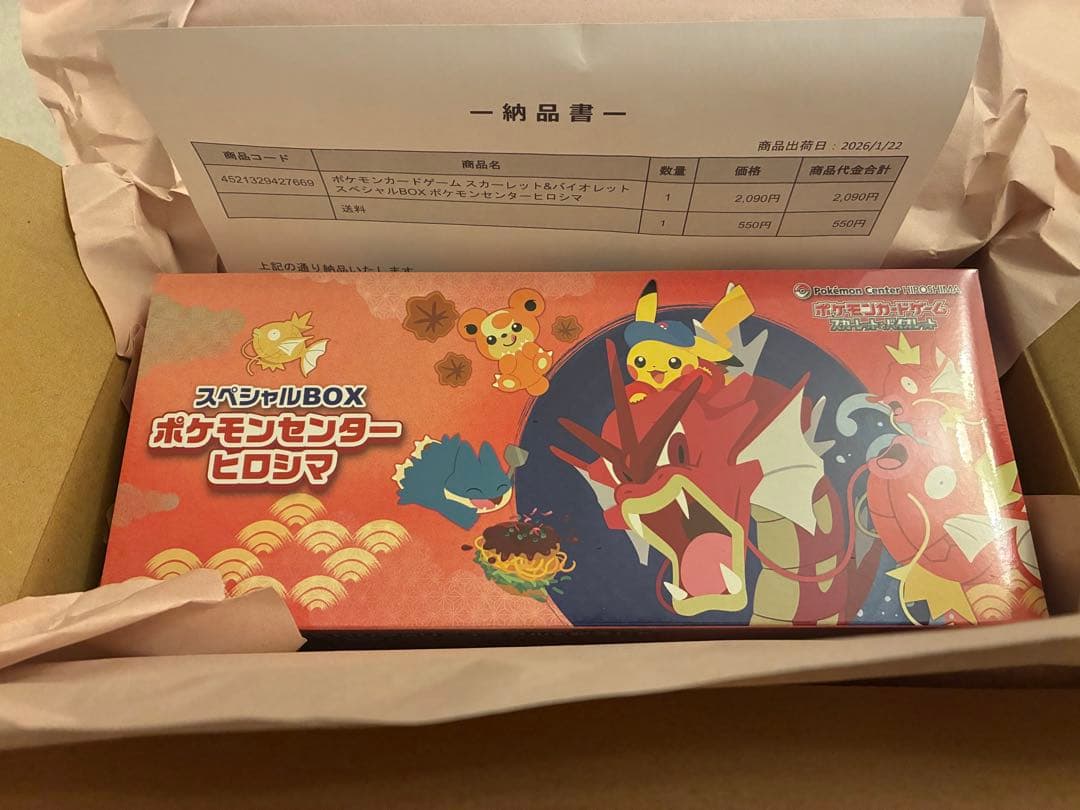 ー納品書ー
商品出荷日：2026/1/22
商品コード 商品名 数量 価格 商品代金合計
4521329427669 ポケモンカードゲーム スカーレット&バイオレット
スペシャルBOX ポケモンセンターヒロシマ 1 2,090円 2,090円
送料 1 550円 550円
上記の通り納品いたします
Pokémon Center HIROSHIMA
ポケモンカードゲーム
スカーレット&バイオレット
スペシャルBOX
ポケモンセンター
ヒロシマ